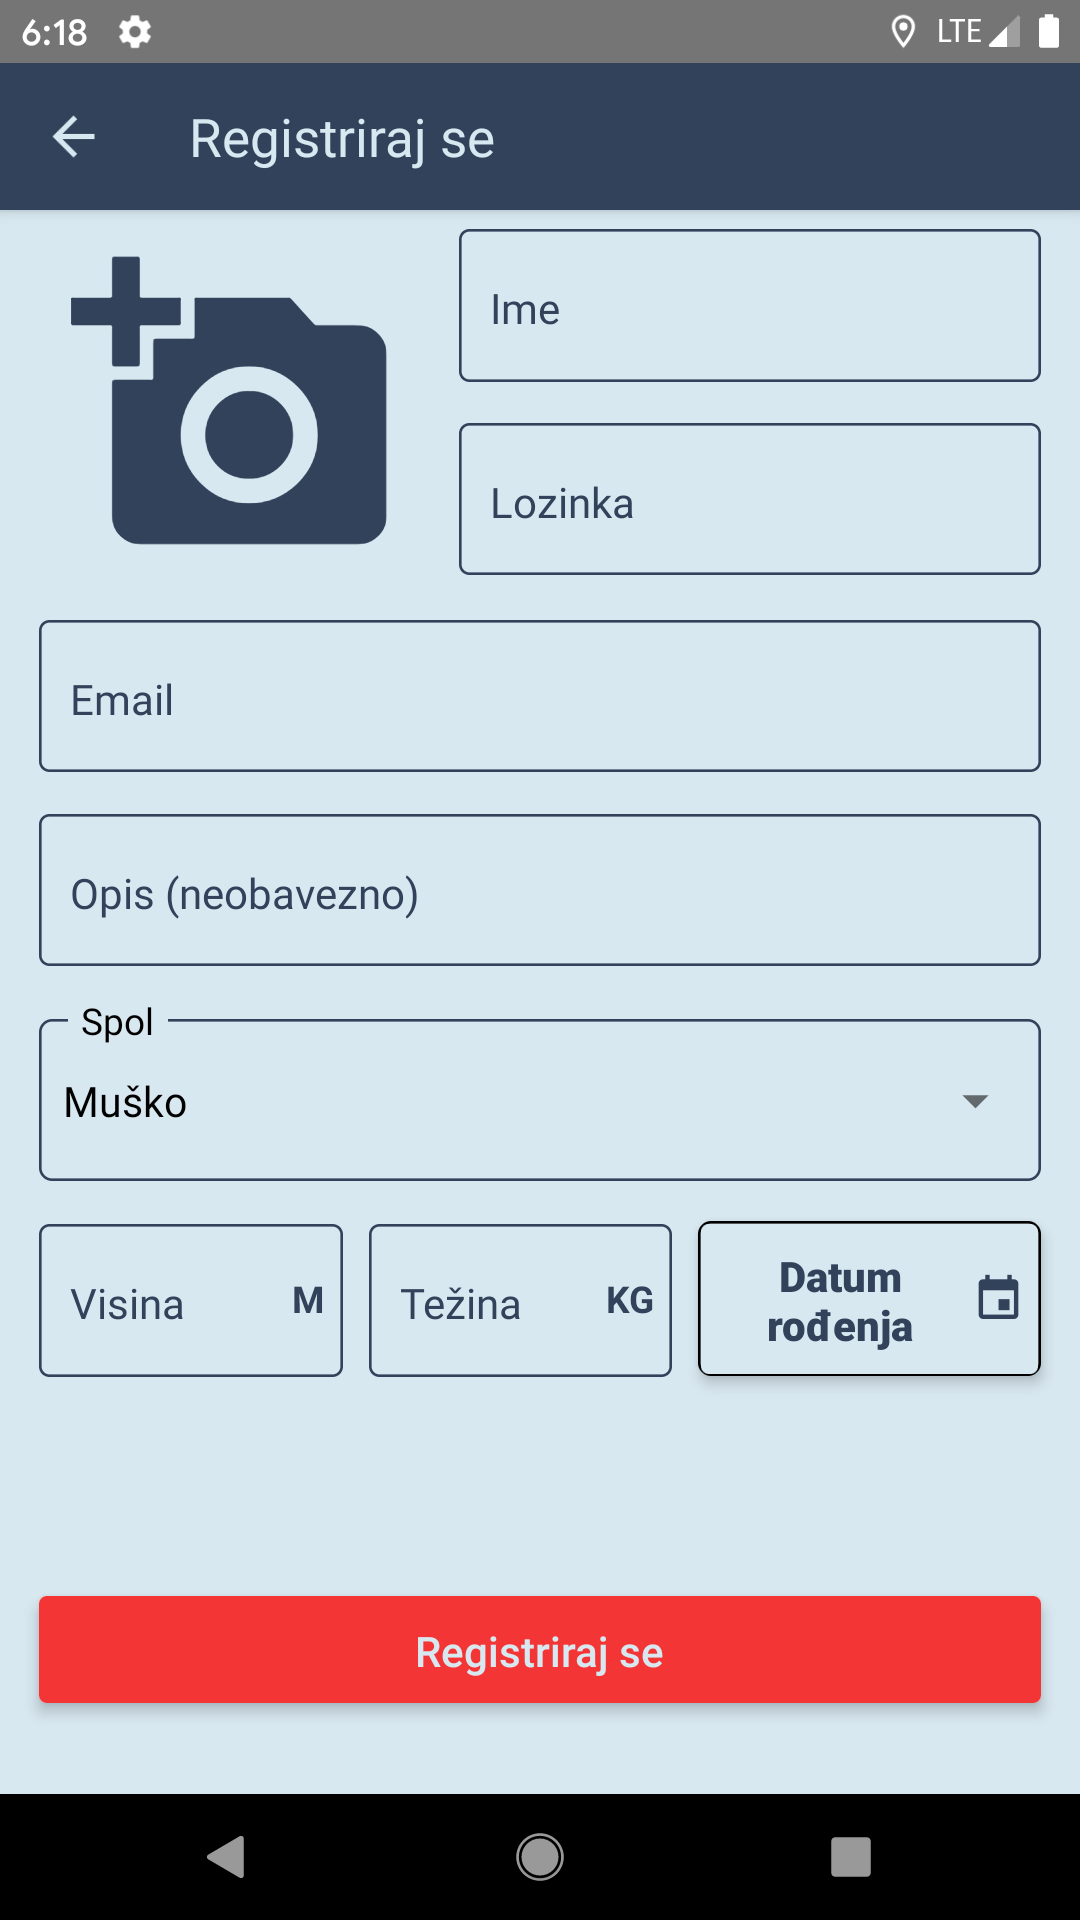 6:18 LTE
Registriraj se
Ime
Lozinka
Email
Opis (neobavezno)
Spol
Muško
Visina M
Težina KG
Datum
rođenja
Registriraj se